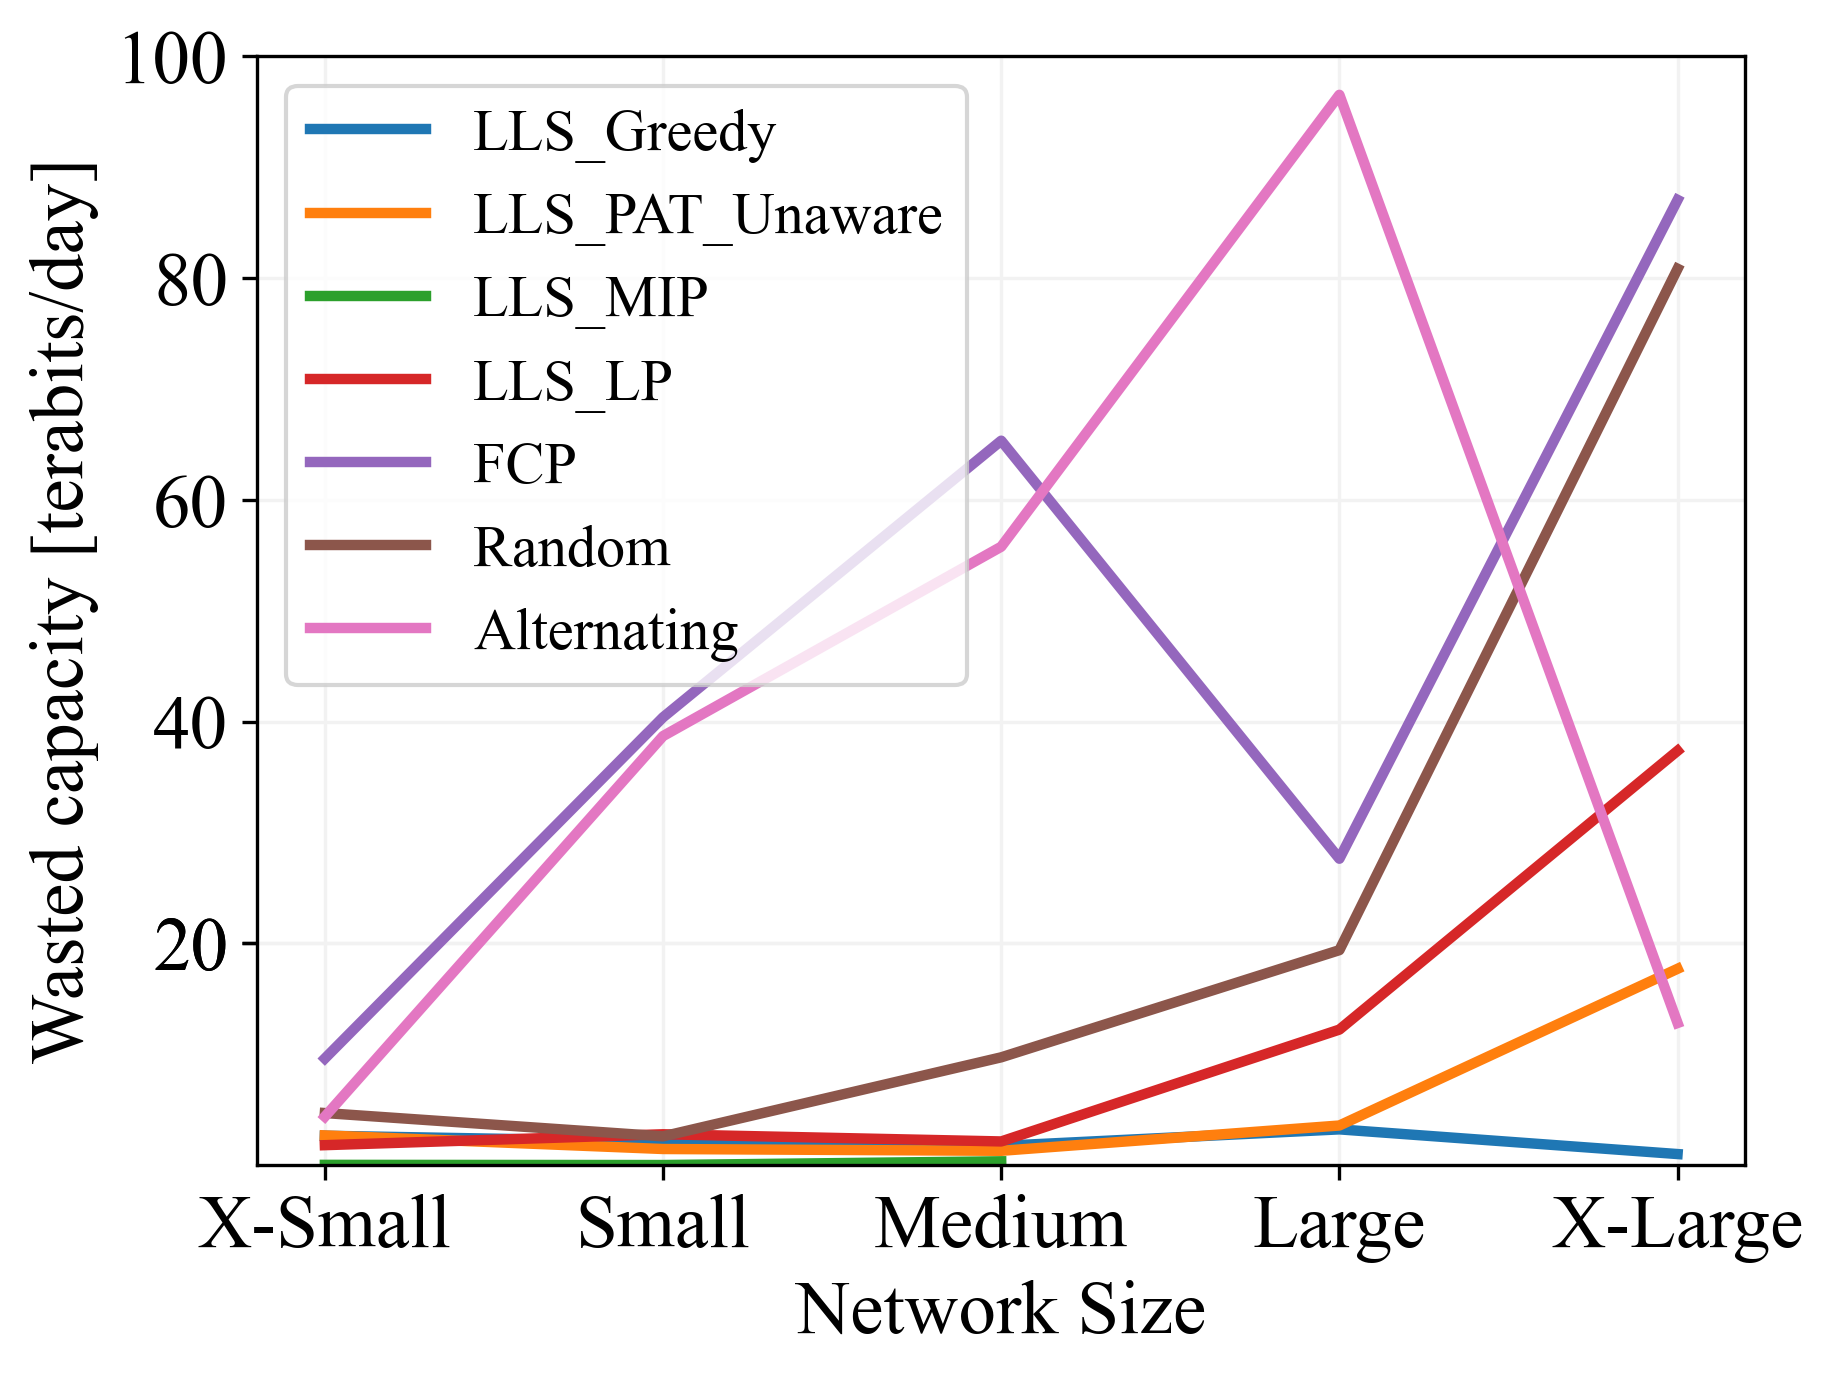 Wasted capacity [terabits/day]
100
80
60
40
20
LLS_Greedy
LLS_PAT_Unaware
LLS_MIP
LLS_LP
FCP
Random
Alternating
X-Small Small Medium Large X-Large
Network Size